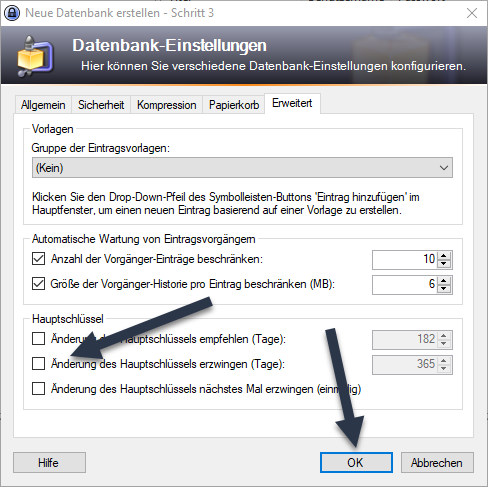 Neue Datenbank erstellen - Schritt 3
Datenbank-Einstellungen
Hier können Sie verschiedene Datenbank-Einstellungen konfigurieren.
Allgemein Sicherheit Kompression Papierkorb Erweitert
Vorlagen
Gruppe der Eintragsvorlagen:
(Kein)
Klicken Sie den Drop-Down-Pfeil des Symbolleisten-Buttons 'Eintrag hinzufügen' im
Hauptfenster, um einen neuen Eintrag basierend auf einer Vorlage zu erstellen.
Automatische Wartung von Eintragsvorgängern
Anzahl der Vorgänger-Einträge beschränken: 10
Größe der Vorgänger-Historie pro Eintrag beschränken (MB): 6
Hauptschlüssel
Änderung des Hauptschlüssels empfehlen (Tage): 182
Änderung des Hauptschlüssels erzwingen (Tage): 365
Änderung des Hauptschlüssels nächstes Mal erzwingen (einmalig)
Hilfe OK Abbrechen